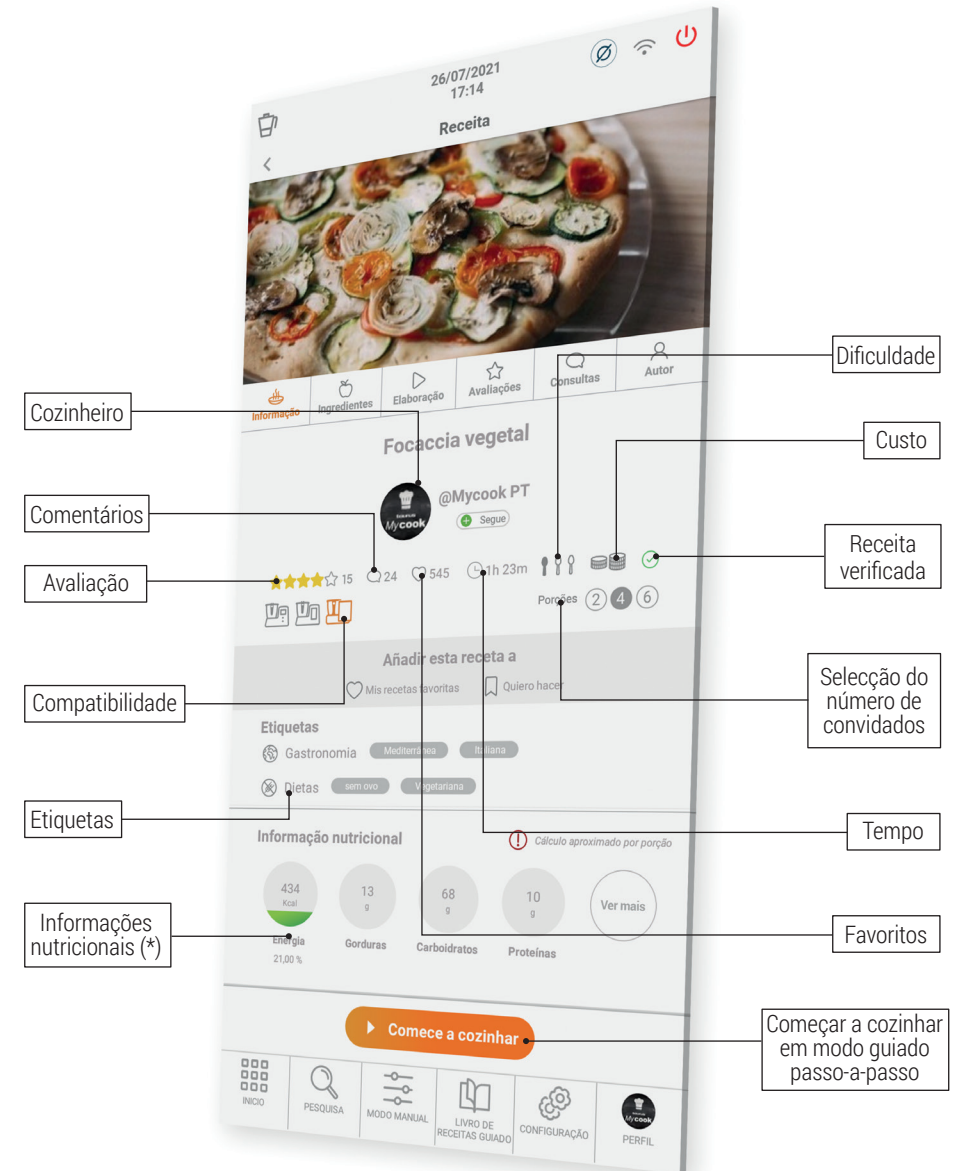 26/07/2021
17:14
Receita
Informação
Ingredientes
Elaboração
Avaliações
Consultas
Autor
Dificuldade
Cozinheiro
Custo
Focaccia vegetal
@Mycook PT
Mycook
Segue
Comentários
Receita
verificada
Avaliação
15
24
545
1h 23m
Porções
2
4
6
Compatibilidade
Selecção do
número de
convidados
Añadir esta receta a
Mis recetas favoritas
Quiero hacer
Etiquetas
Gastronomía
Mediterrânea
Italiana
Dietas
sem ovo
Vegetariana
Etiquetas
Tempo
Informação nutricional
Cálculo aproximado por porção
434
Kcal
Energia
21,00 %
13
g
Gorduras
68
g
Carboidratos
10
g
Proteínas
Ver mais
Informações
nutricionais (*)
Favoritos
Comece a cozinhar
Começar a cozinhar
em modo guiado
passo-a-passo
INICIO
PESQUISA
MODO MANUAL
LIVRO DE
RECEITAS GUIADO
CONFIGURAÇÃO
Mycook
PERFIL